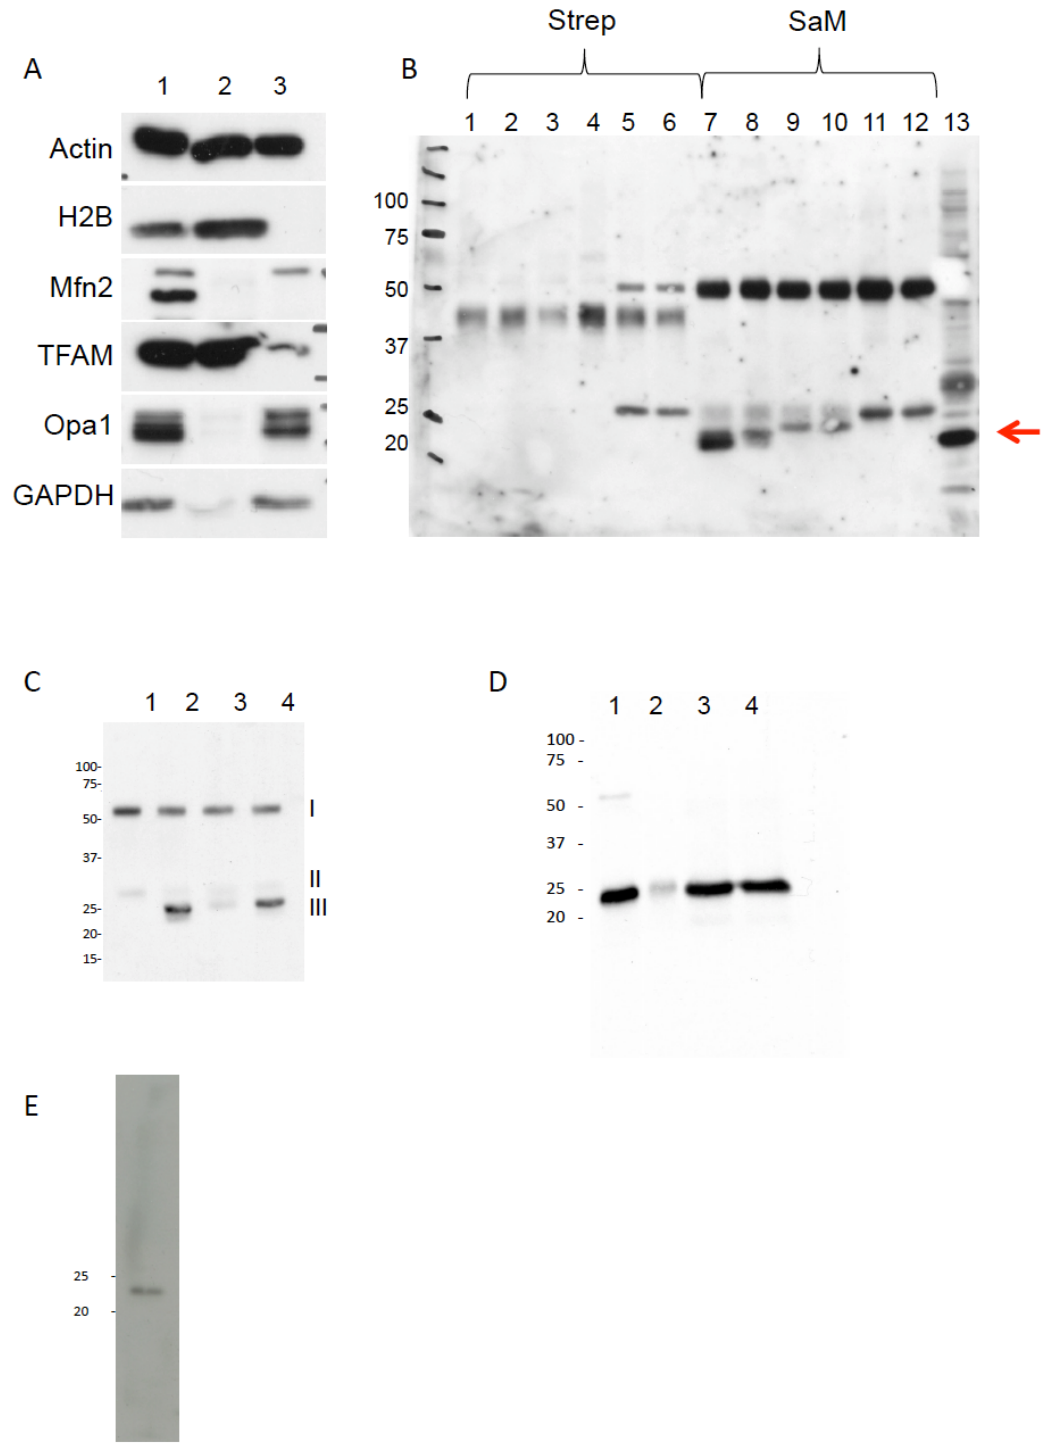 Strep SaM
A B
1 2 3
1 2 3 4 5 6 7 8 9 10 11 12 13
Actin
H2B
Mfn2
TFAM
Opa1
GAPDH
100
75
50
37
25
20
C D
1 2 3 4
100-
75-
50-
37-
25-
20-
15-
I
II
III
1 2 3 4
100 -
75 -
50 -
37 -
25 -
20 -
E
25 -
20 -